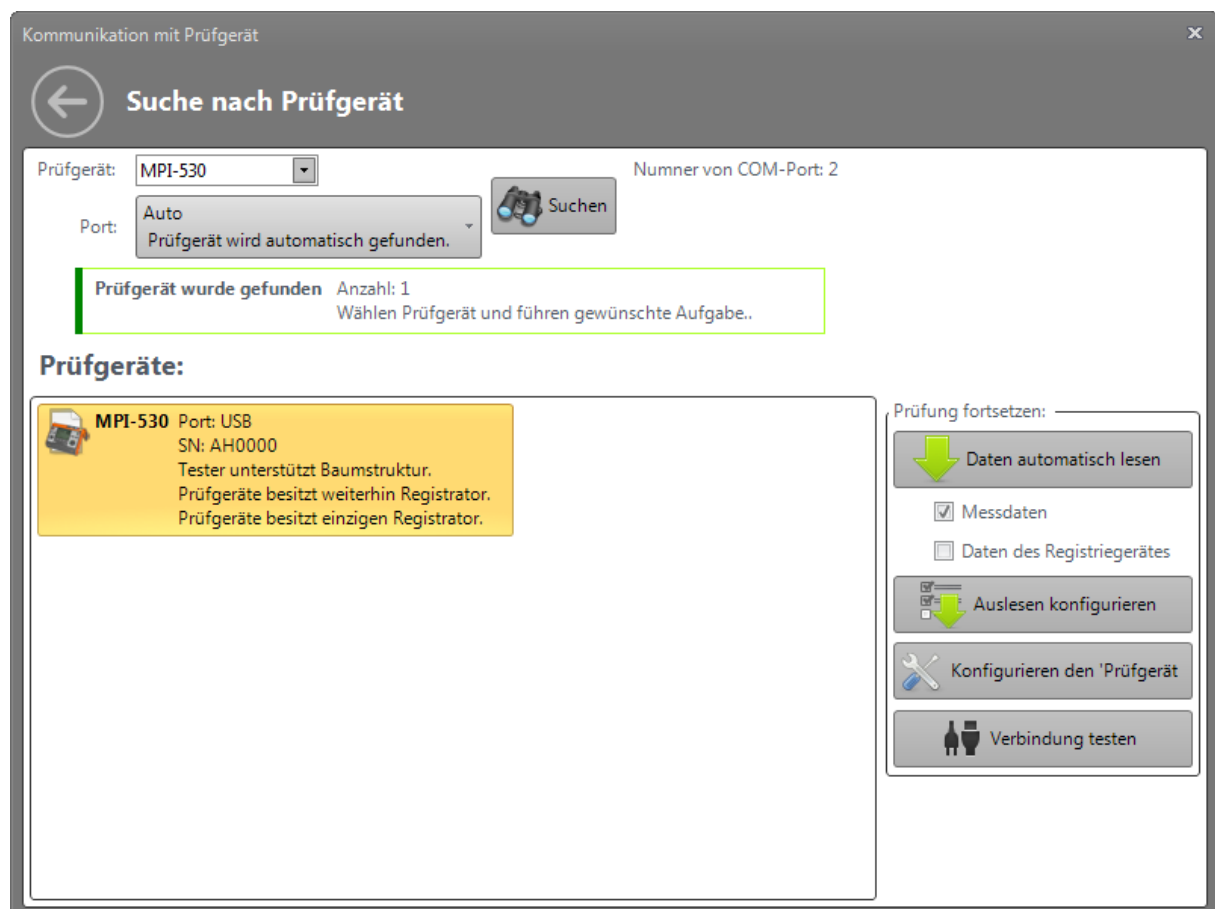 Kommunikation mit Prüfgerät
Suche nach Prüfgerät
Prüfgerät: MPI-530
Numner von COM-Port: 2
Port: Auto
Prüfgerät wird automatisch gefunden.
Suchen
Prüfgerät wurde gefunden Anzahl: 1
Wählen Prüfgerät und führen gewünschte Aufgabe..
Prüfgeräte:
MPI-530 Port: USB
SN: AH0000
Tester unterstützt Baumstruktur.
Prüfgeräte besitzt weiterhin Registrator.
Prüfgeräte besitzt einzigen Registrator.
Prüfung fortsetzen:
Daten automatisch lesen
Messdaten
Daten des Registriegerätes
Auslesen konfigurieren
Konfigurieren den 'Prüfgerät
Verbindung testen